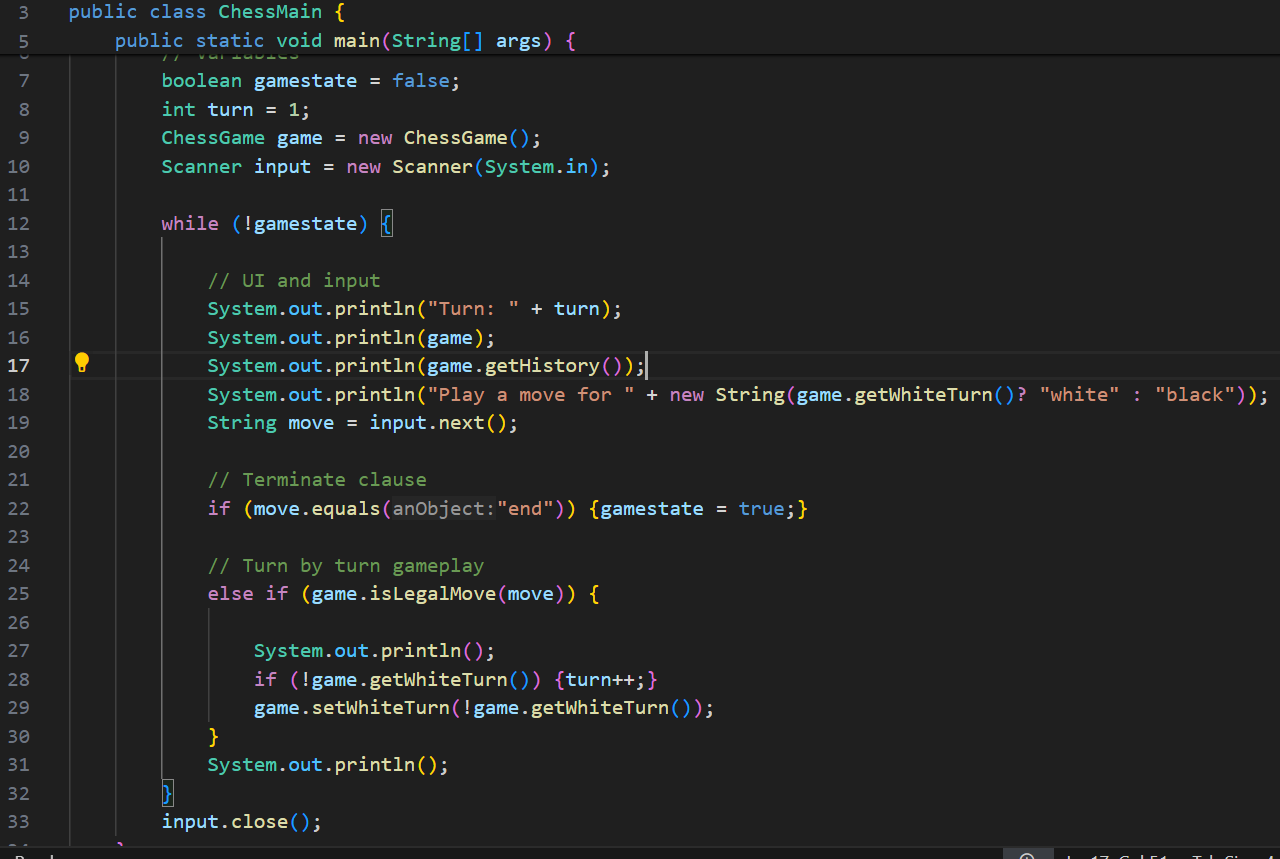 3 public class ChessMain {
5 public static void main(String[] args) {
7 boolean gamestate = false;
8 int turn = 1;
9 ChessGame game = new ChessGame();
10 Scanner input = new Scanner(System.in);
11
12 while (!gamestate) {
13
14 // UI and input
15 System.out.println("Turn: " + turn);
16 System.out.println(game);
17 System.out.println(game.getHistory());
18 System.out.println("Play a move for " + new String(game.getWhiteTurn()? "white" : "black"));
19 String move = input.next();
20
21 // Terminate clause
22 if (move.equals(anObject:"end")) {gamestate = true;}
23
24 // Turn by turn gameplay
25 else if (game.isLegalMove(move)) {
26
27 System.out.println();
28 if (!game.getWhiteTurn()) {turn++;}
29 game.setWhiteTurn(!game.getWhiteTurn());
30 }
31 System.out.println();
32 }
33 input.close();